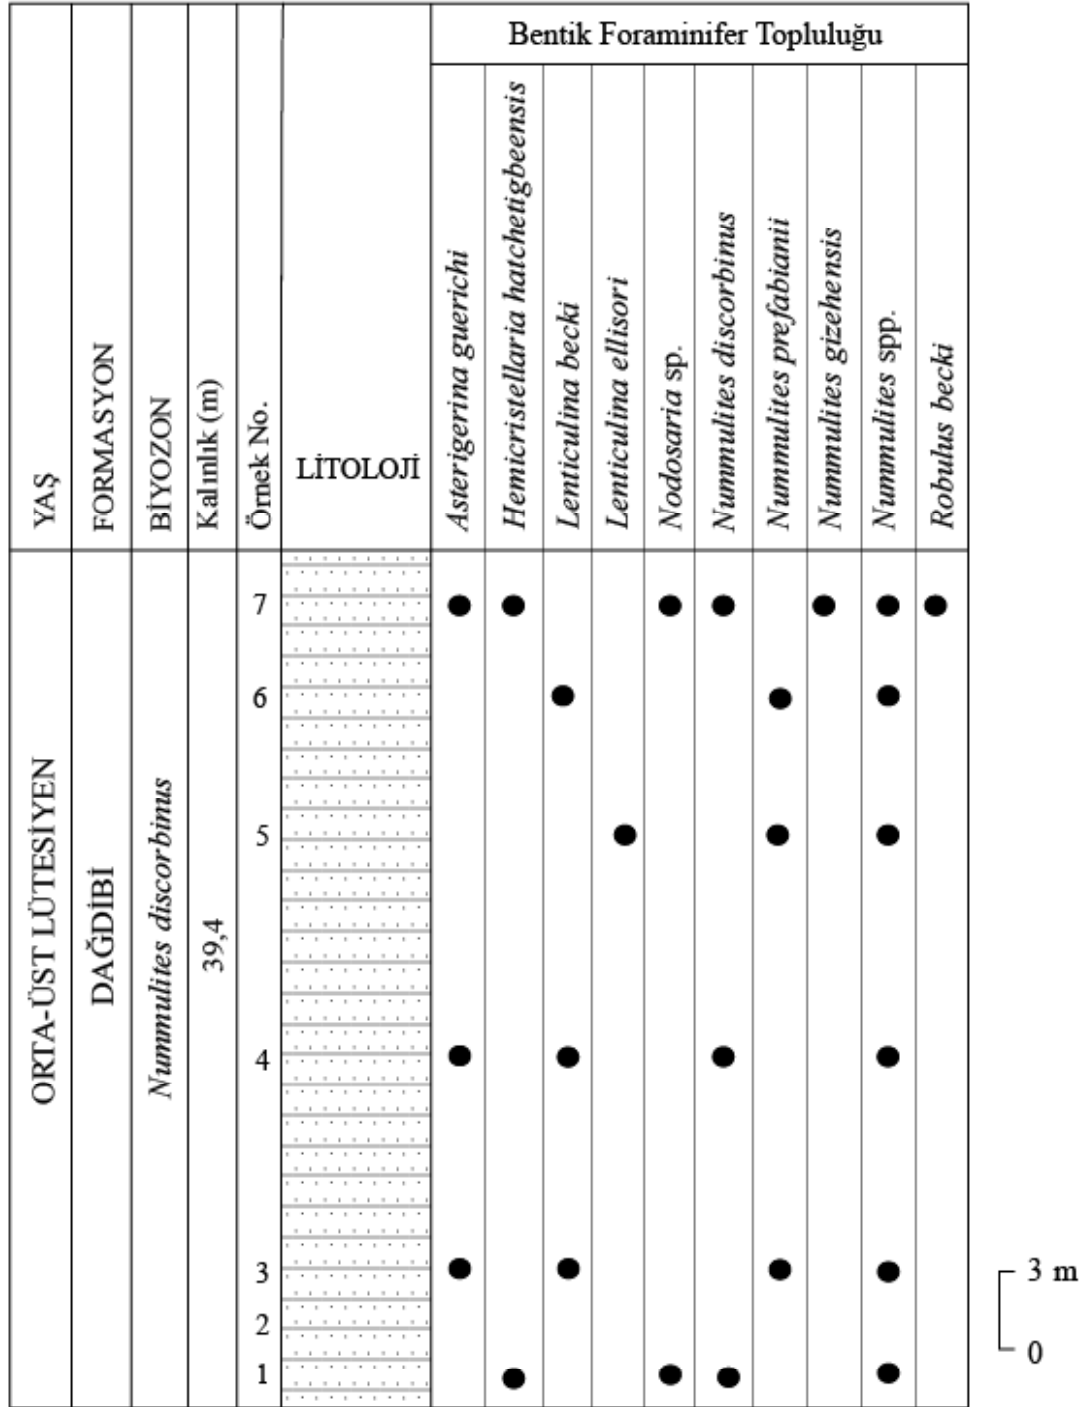 Bentik Foraminifer Topluluğu
YAŞ
FORMASYON
BİYOZON
Kalınlık (m)
Örnek No.
LİTOLOJİ
Asterigerina guerichi
Hemicristellaria hatchetigbeensis
Lenticulina becki
Lenticulina ellisori
Nodosaria sp.
Nummulites discorbinus
Nummulites prefabianii
Nummulites gizehensis
Nummulites spp.
Robulus becki
ORTA-ÜST LÜTESİYEN
DAĞDİBİ
Nummulites discorbinus
39,4
7
6
5
4
3
2
1
3 m
0